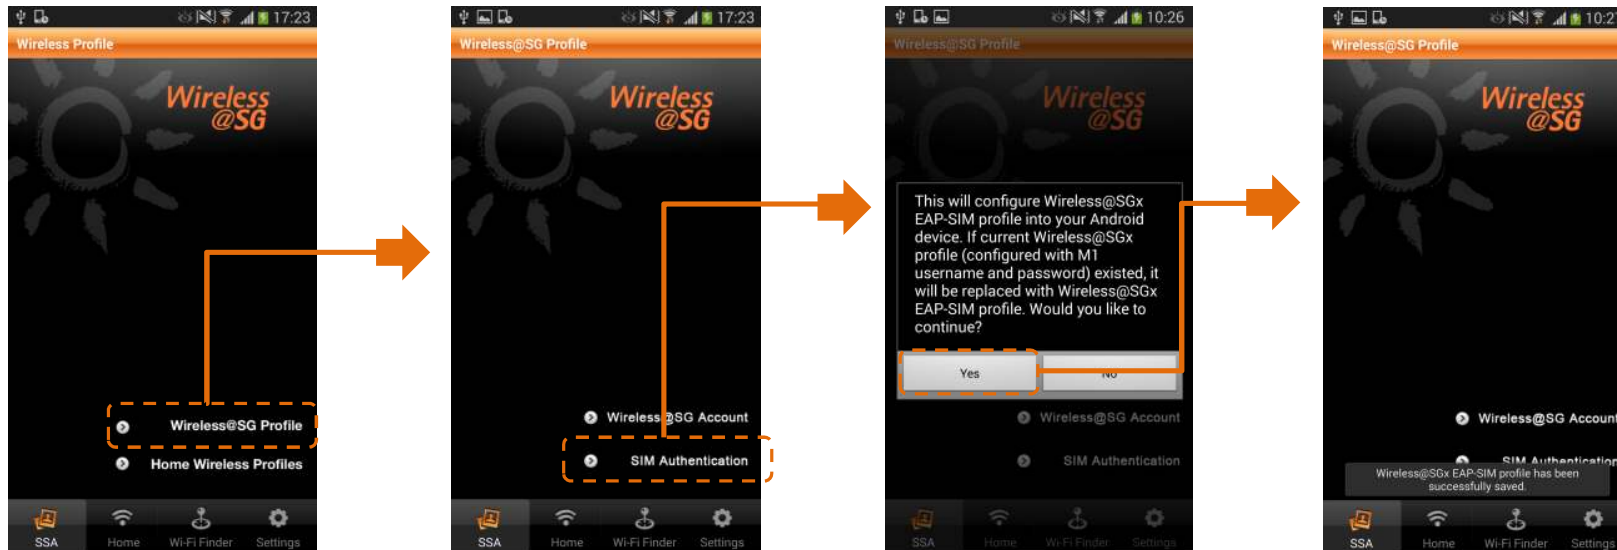 17:23
Wireless Profile
Wireless
@SG
Wireless@SG Profile
Home Wireless Profiles
SSA Home Wi-Fi Finder Settings
17:23
Wireless@SG Profile
Wireless
@SG
Wireless@SG Account
SIM Authentication
SSA Home Wi-Fi Finder Settings
10:26
Wireless@SG Profile
Wireless
@SG
This will configure Wireless@SGx
EAP-SIM profile into your Android
device. If current Wireless@SGx
profile (configured with M1
username and password) existed, it
will be replaced with Wireless@SGx
EAP-SIM profile. Would you like to
continue?
Yes No
Wireless@SG Account
SIM Authentication
SSA Home Wi-Fi Finder Settings
10:2
Wireless@SG Profile
Wireless
@SG
Wireless@SG Account
SIM Authentication
Wireless@SGx EAP-SIM profile has been
successfully saved.
SSA Home Wi-Fi Finder Settings